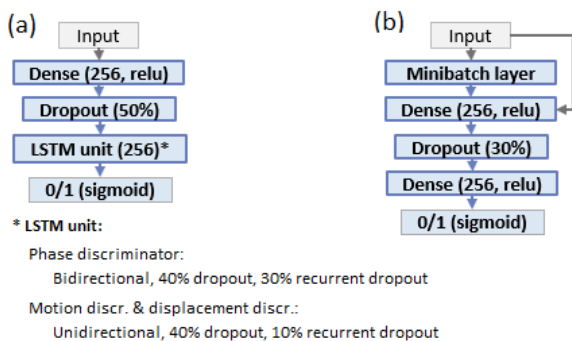 (a)
Input
Dense (256, relu)
Dropout (50%)
LSTM unit (256)*
0/1 (sigmoid)
* LSTM unit:
Phase discriminator:
Bidirectional, 40% dropout, 30% recurrent dropout
Motion discr. & displacement discr.:
Unidirectional, 40% dropout, 10% recurrent dropout
(b)
Input
Minibatch layer
Dense (256, relu)
Dropout (30%)
Dense (256, relu)
0/1 (sigmoid)